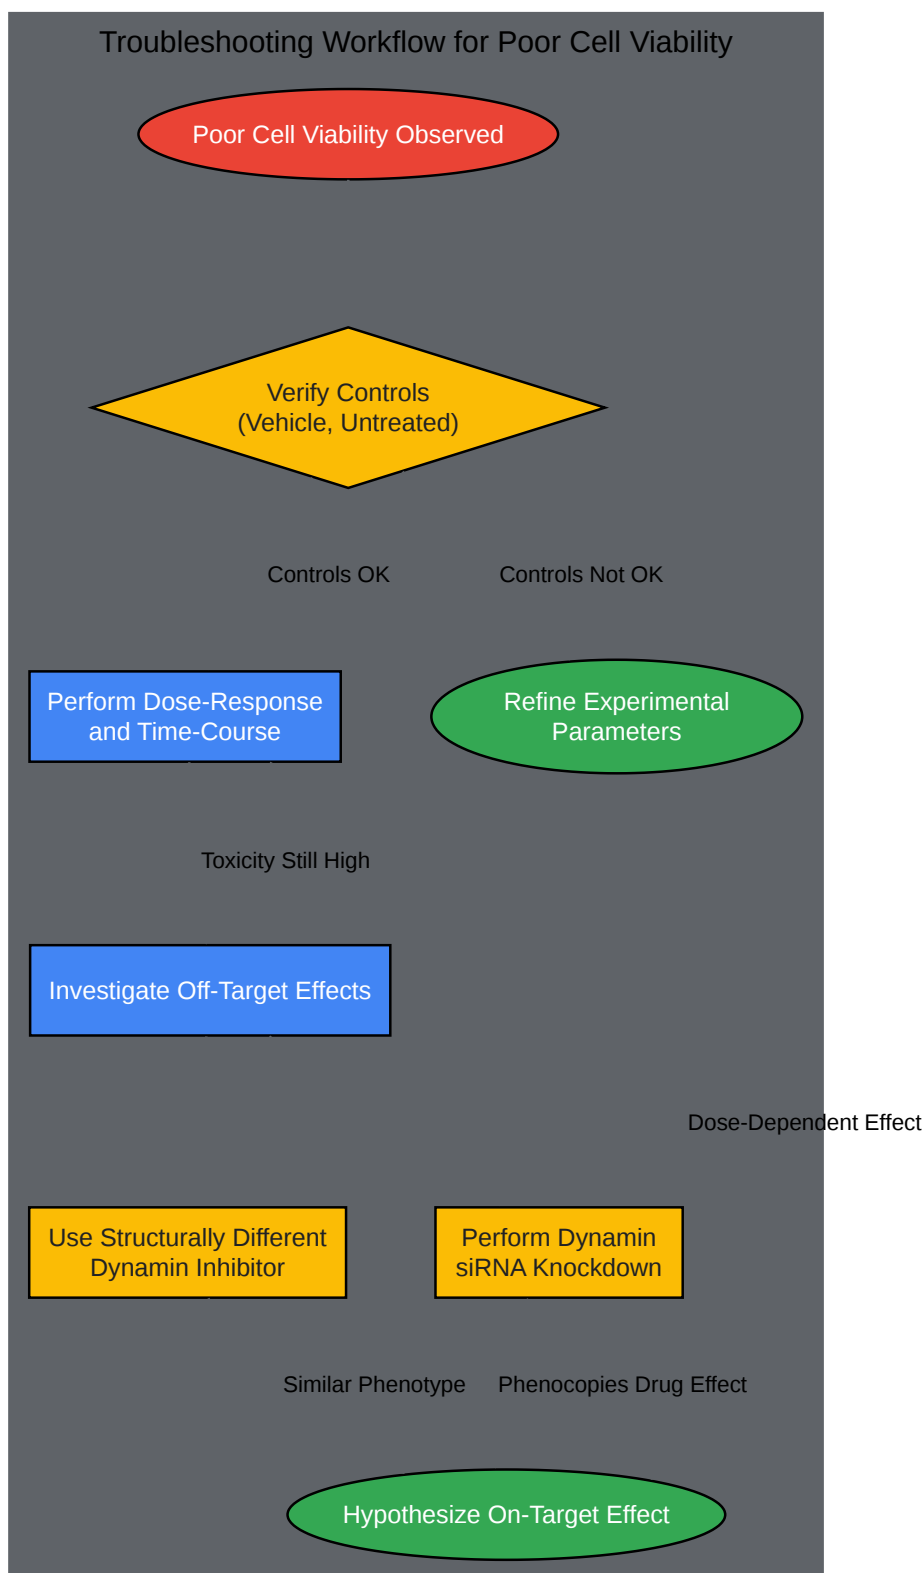 Troubleshooting Workflow for Poor Cell Viability
Poor Cell Viability Observed
Verify Controls
(Vehicle, Untreated)
Controls OK
Controls Not OK
Perform Dose-Response
and Time-Course
Refine Experimental
Parameters
Toxicity Still High
Investigate Off-Target Effects
Dose-Dependent Effect
Use Structurally Different
Dynamin Inhibitor
Perform Dynamin
siRNA Knockdown
Similar Phenotype
Phenocopies Drug Effect
Hypothesize On-Target Effect